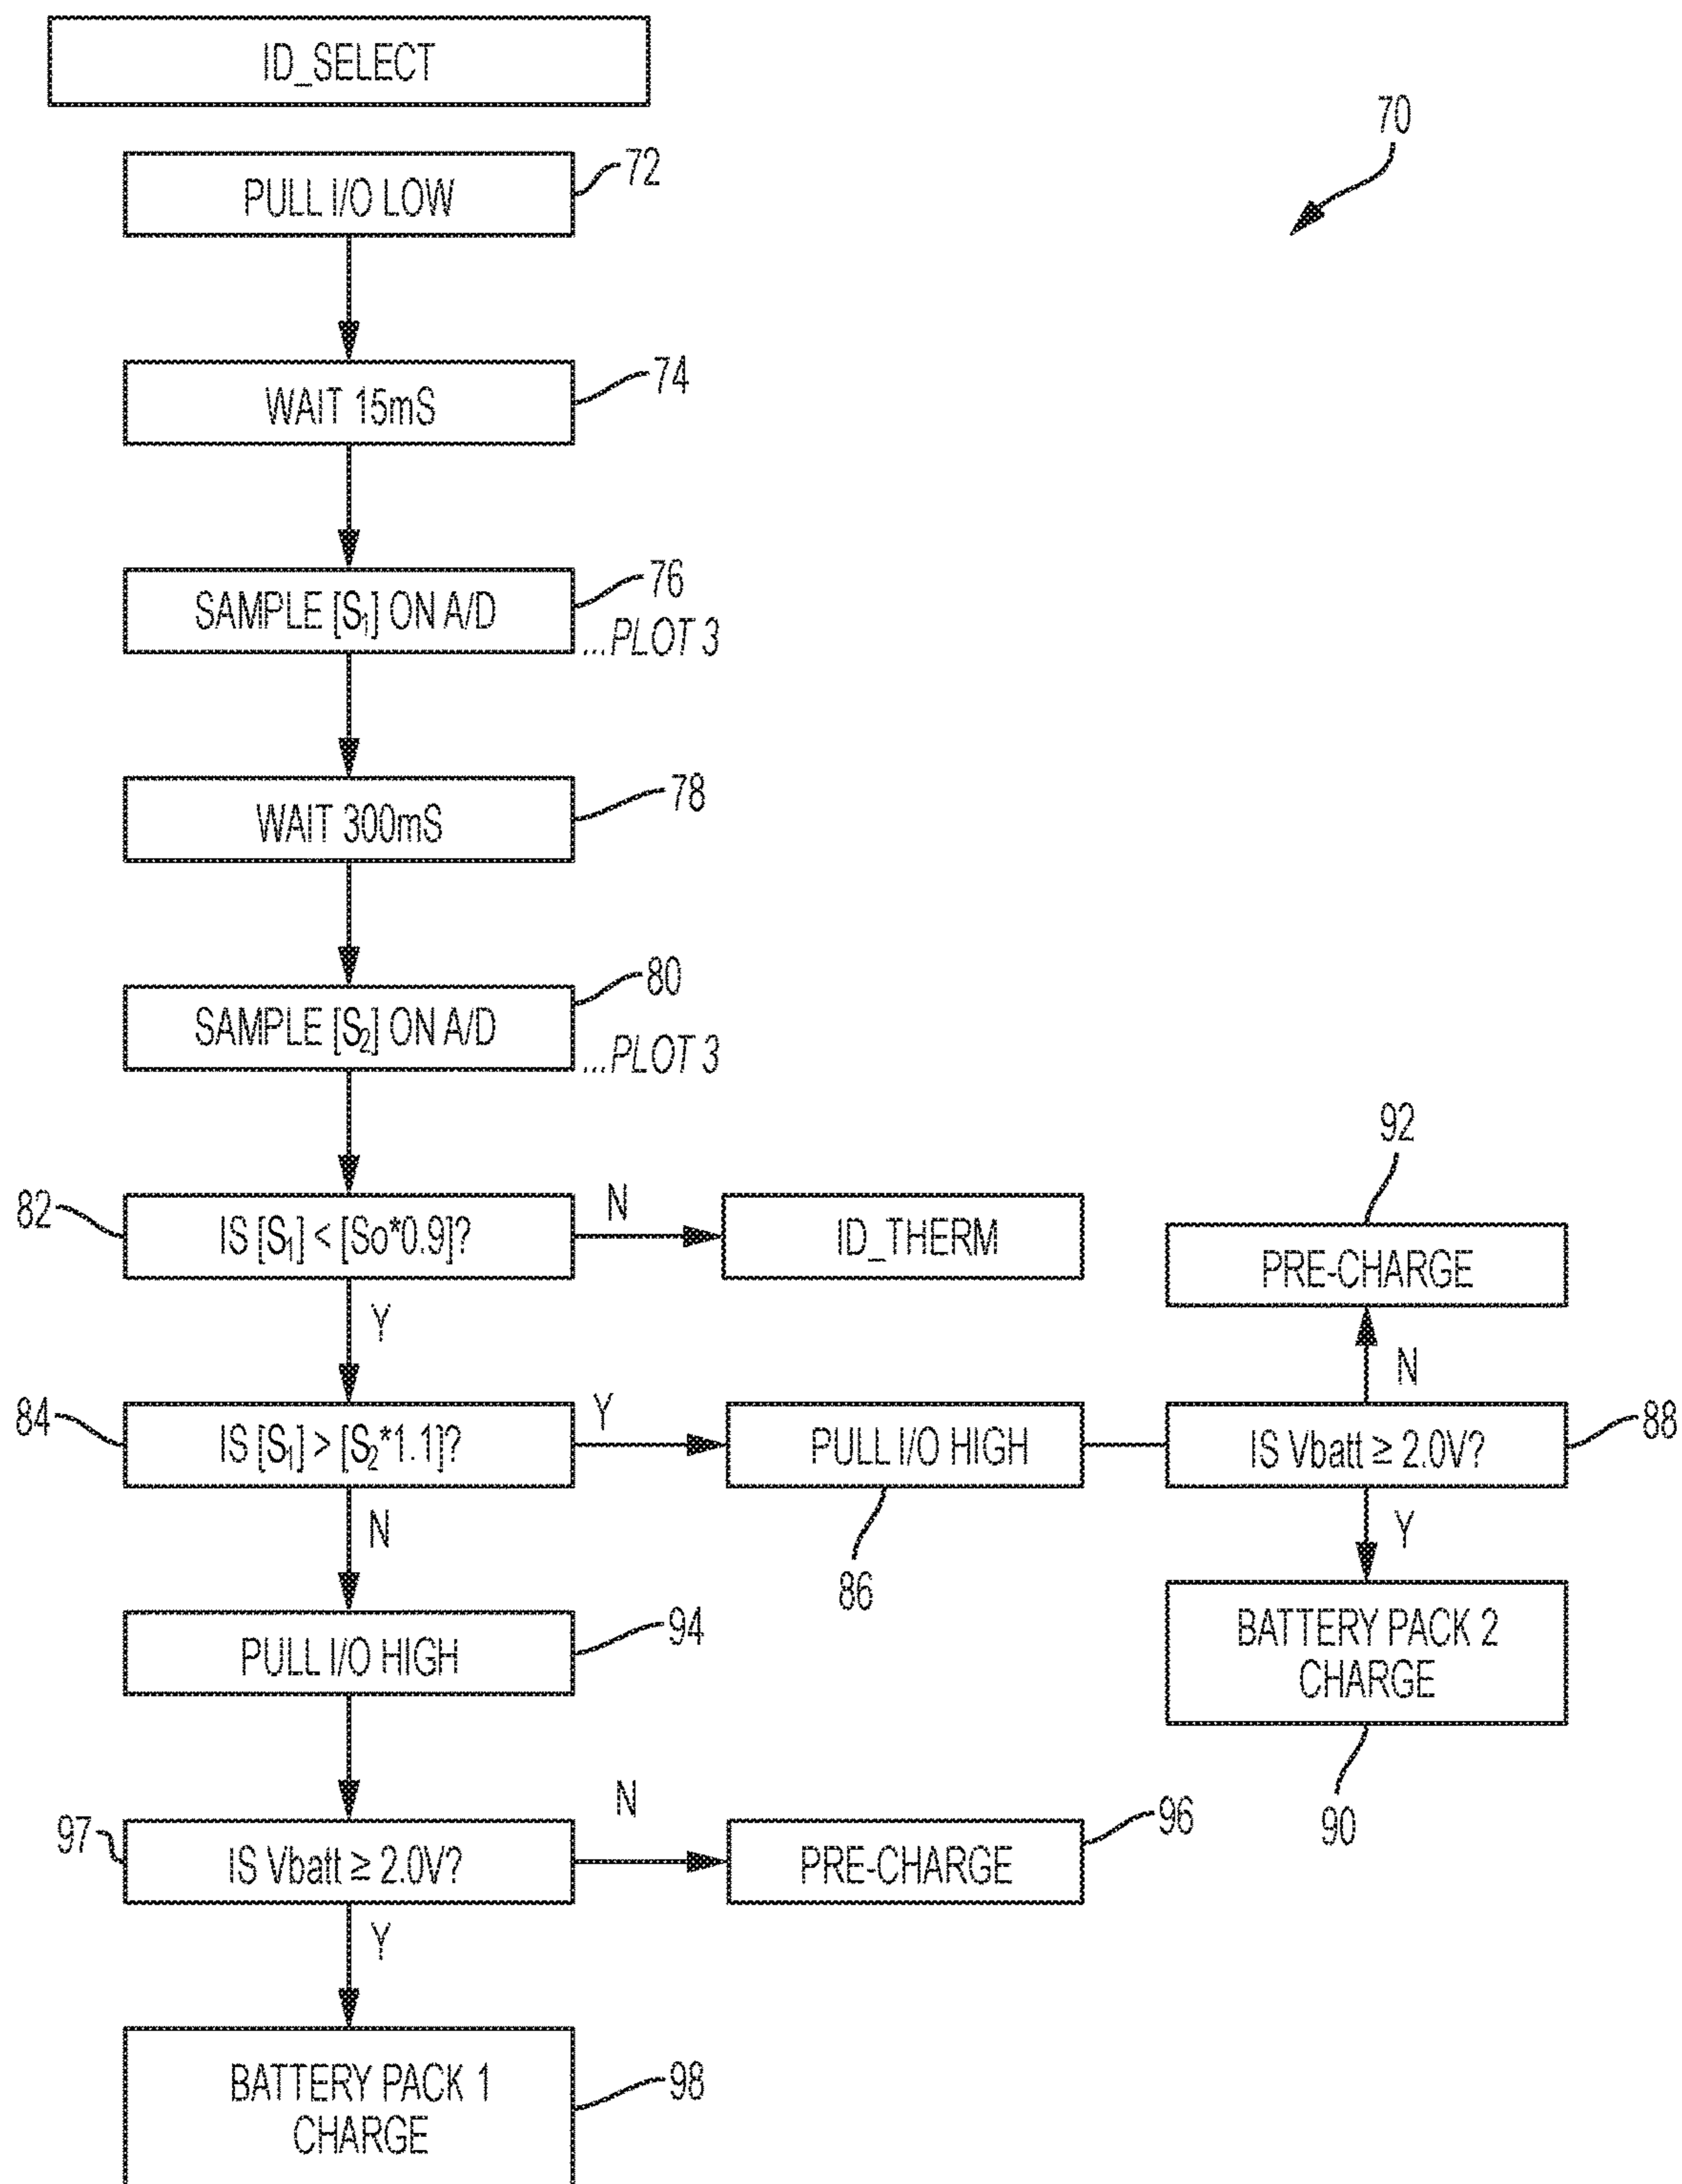 ID_SELECT
70
PULL I/O LOW
72
WAIT 15mS
74
SAMPLE [S₁] ON A/D
76
...PLOT 3
WAIT 300mS
78
SAMPLE [S₂] ON A/D
80
...PLOT 3
82
IS [S₁] < [So*0.9]?
N
ID_THERM
Y
92
PRE-CHARGE
N
84
IS [S₁] > [S₂*1.1]?
Y
PULL I/O HIGH
86
IS Vbatt ≥ 2.0V?
88
Y
BATTERY PACK 2
CHARGE
90
N
PULL I/O HIGH
94
97
IS Vbatt ≥ 2.0V?
N
PRE-CHARGE
96
Y
BATTERY PACK 1
CHARGE
98